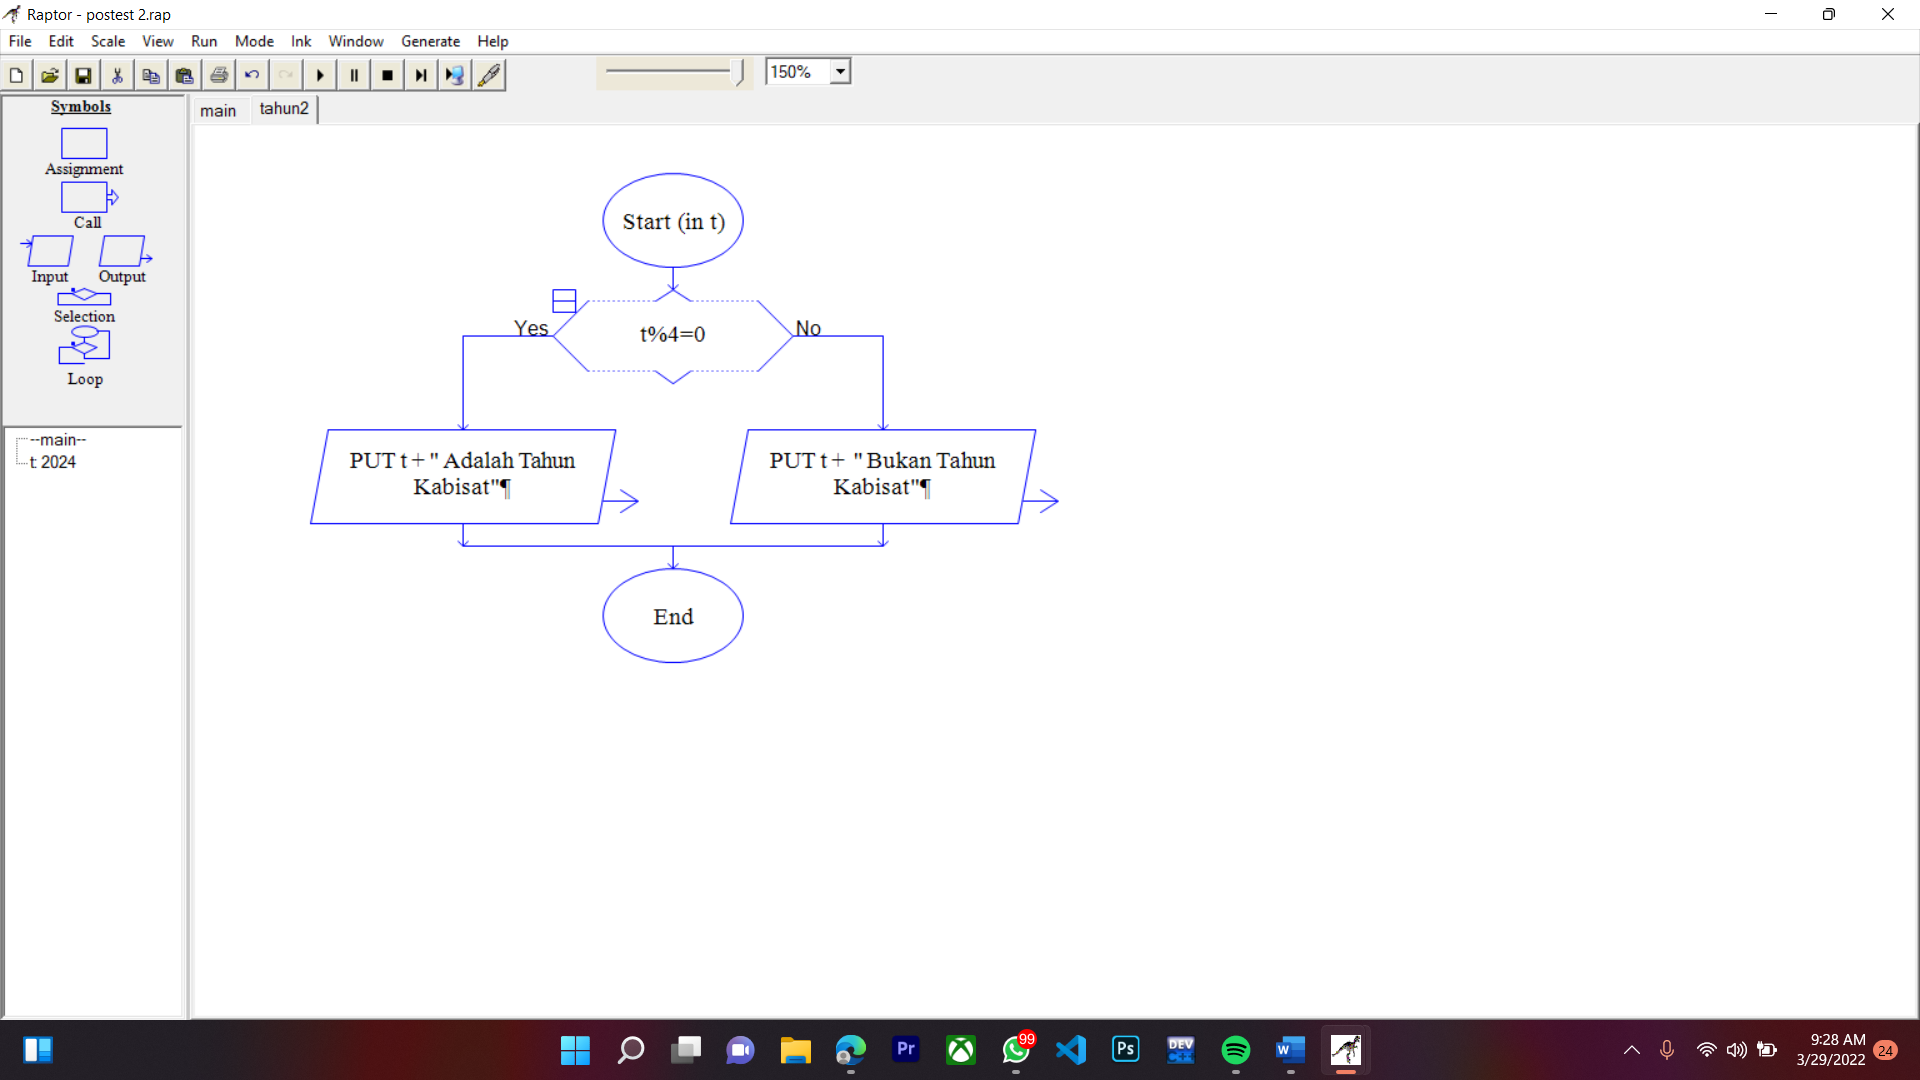 Raptor - postest 2.rap
File Edit Scale View Run Mode Ink Window Generate Help
150%
Symbols
Assignment
Call
Input Output
Selection
Loop
--main--
t: 2024
main tahun2
Start (in t)
Yes
t%4=0
No
PUT t+" Adalah Tahun
Kabisat"¶
PUT t+ "Bukan Tahun
Kabisat"¶
End
Pr
99
Ps
DEV
C++
W
9:28 AM
3/29/2022
24